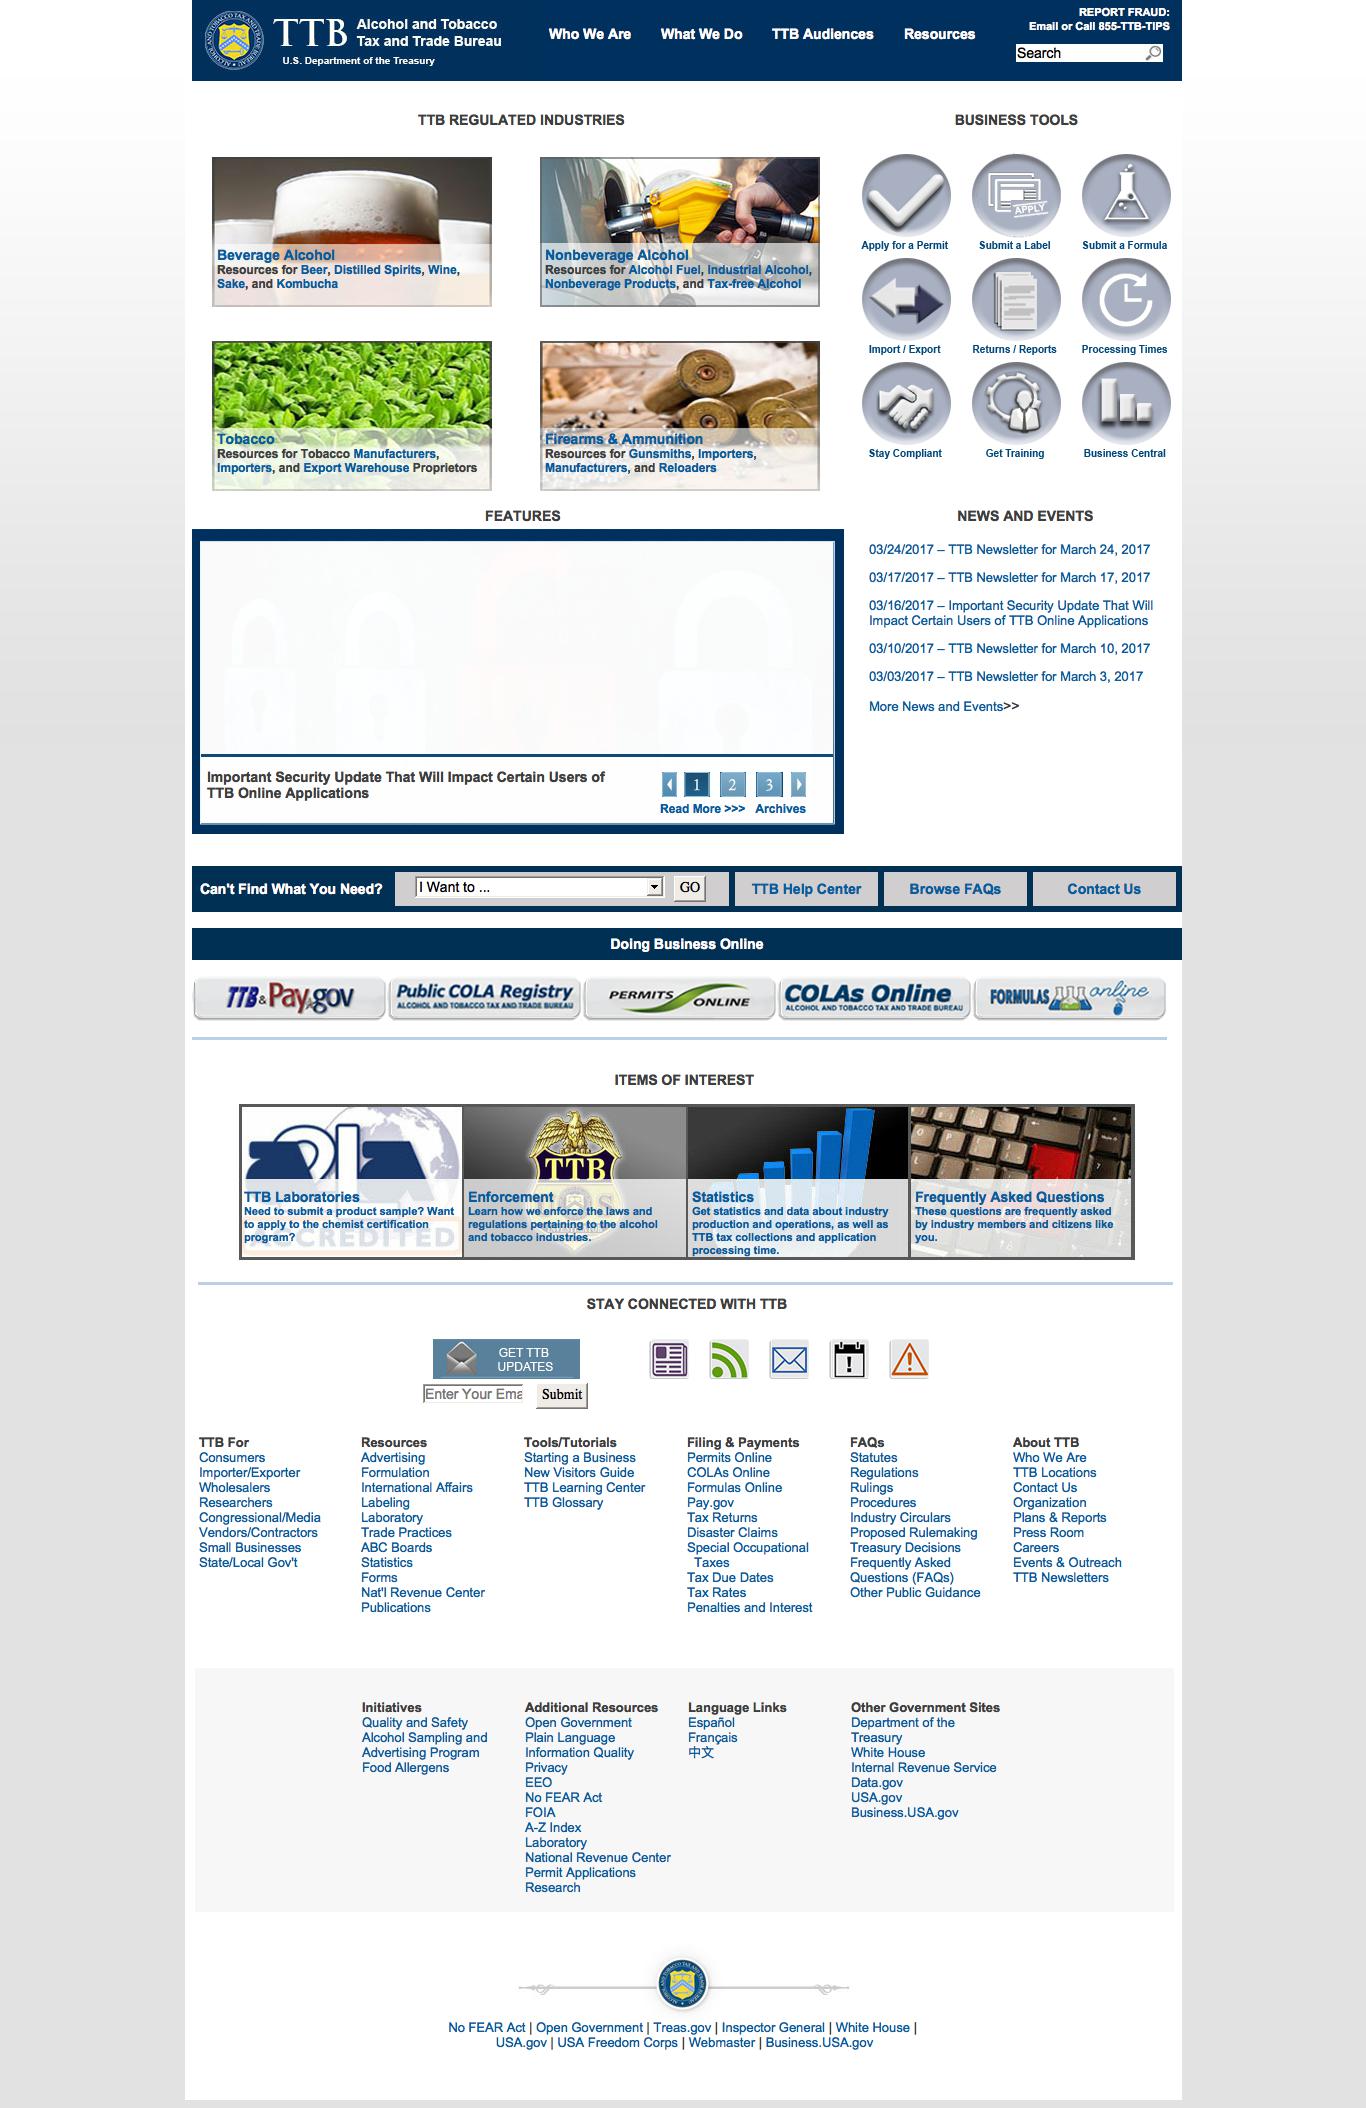 TTB
Alcohol and Tobacco
Tax and Trade Bureau
U.S. Department of the Treasury
Who We Are
What We Do
TTB Audiences
Resources
REPORT FRAUD:
Email or Call 855-TTB-TIPS
Search
TTB REGULATED INDUSTRIES
Beverage Alcohol
Resources for Beer, Distilled Spirits, Wine,
Sake, and Kombucha
Nonbeverage Alcohol
Resources for Alcohol Fuel, Industrial Alcohol,
Nonbeverage Products, and Tax-free Alcohol
Tobacco
Resources for Tobacco Manufacturers,
Importers, and Export Warehouse Proprietors
Firearms & Ammunition
Resources for Gunsmiths, Importers,
Manufacturers, and Reloaders
BUSINESS TOOLS
APPLY
Apply for a Permit
Submit a Label
Submit a Formula
Import / Export
Returns / Reports
Processing Times
Stay Compliant
Get Training
Business Central
FEATURES
Important Security Update That Will Impact Certain Users of
TTB Online Applications
1
2
3
Read More >>>
Archives
NEWS AND EVENTS
03/24/2017 – TTB Newsletter for March 24, 2017
03/17/2017 – TTB Newsletter for March 17, 2017
03/16/2017 – Important Security Update That Will
Impact Certain Users of TTB Online Applications
03/10/2017 – TTB Newsletter for March 10, 2017
03/03/2017 – TTB Newsletter for March 3, 2017
More News and Events>>
Can't Find What You Need?
I Want to ...
GO
TTB Help Center
Browse FAQs
Contact Us
Doing Business Online
TTB & Pay.gov
Public COLA Registry
ALCOHOL AND TOBACCO TAX AND TRADE BUREAU
PERMITS ONLINE
COLAs Online
ALCOHOL AND TOBACCO TAX AND TRADE BUREAU
FORMULAS online
ITEMS OF INTEREST
TTB Laboratories
Need to submit a product sample? Want
to apply to the chemist certification
program?
ACCREDITED
TTB
Enforcement
Learn how we enforce the laws and
regulations pertaining to the alcohol
and tobacco industries.
Statistics
Get statistics and data about industry
production and operations, as well as
TTB tax collections and application
processing time.
Frequently Asked Questions
These questions are frequently asked
by industry members and citizens like
you.
STAY CONNECTED WITH TTB
GET TTB
UPDATES
Enter Your Ema
Submit
TTB For
Consumers
Importer/Exporter
Wholesalers
Researchers
Congressional/Media
Vendors/Contractors
Small Businesses
State/Local Gov't
Resources
Advertising
Formulation
International Affairs
Labeling
Laboratory
Trade Practices
ABC Boards
Statistics
Forms
Nat'l Revenue Center
Publications
Tools/Tutorials
Starting a Business
New Visitors Guide
TTB Learning Center
TTB Glossary
Filing & Payments
Permits Online
COLAs Online
Formulas Online
Pay.gov
Tax Returns
Disaster Claims
Special Occupational
Taxes
Tax Due Dates
Tax Rates
Penalties and Interest
FAQs
Statutes
Regulations
Rulings
Procedures
Industry Circulars
Proposed Rulemaking
Treasury Decisions
Frequently Asked
Questions (FAQs)
Other Public Guidance
About TTB
Who We Are
TTB Locations
Contact Us
Organization
Plans & Reports
Press Room
Careers
Events & Outreach
TTB Newsletters
Initiatives
Quality and Safety
Alcohol Sampling and
Advertising Program
Food Allergens
Additional Resources
Open Government
Plain Language
Information Quality
Privacy
EEO
No FEAR Act
FOIA
A-Z Index
Laboratory
National Revenue Center
Permit Applications
Research
Language Links
Español
Français
中文
Other Government Sites
Department of the
Treasury
White House
Internal Revenue Service
Data.gov
USA.gov
Business.USA.gov
No FEAR Act | Open Government | Treas.gov | Inspector General | White House |
USA.gov | USA Freedom Corps | Webmaster | Business.USA.gov